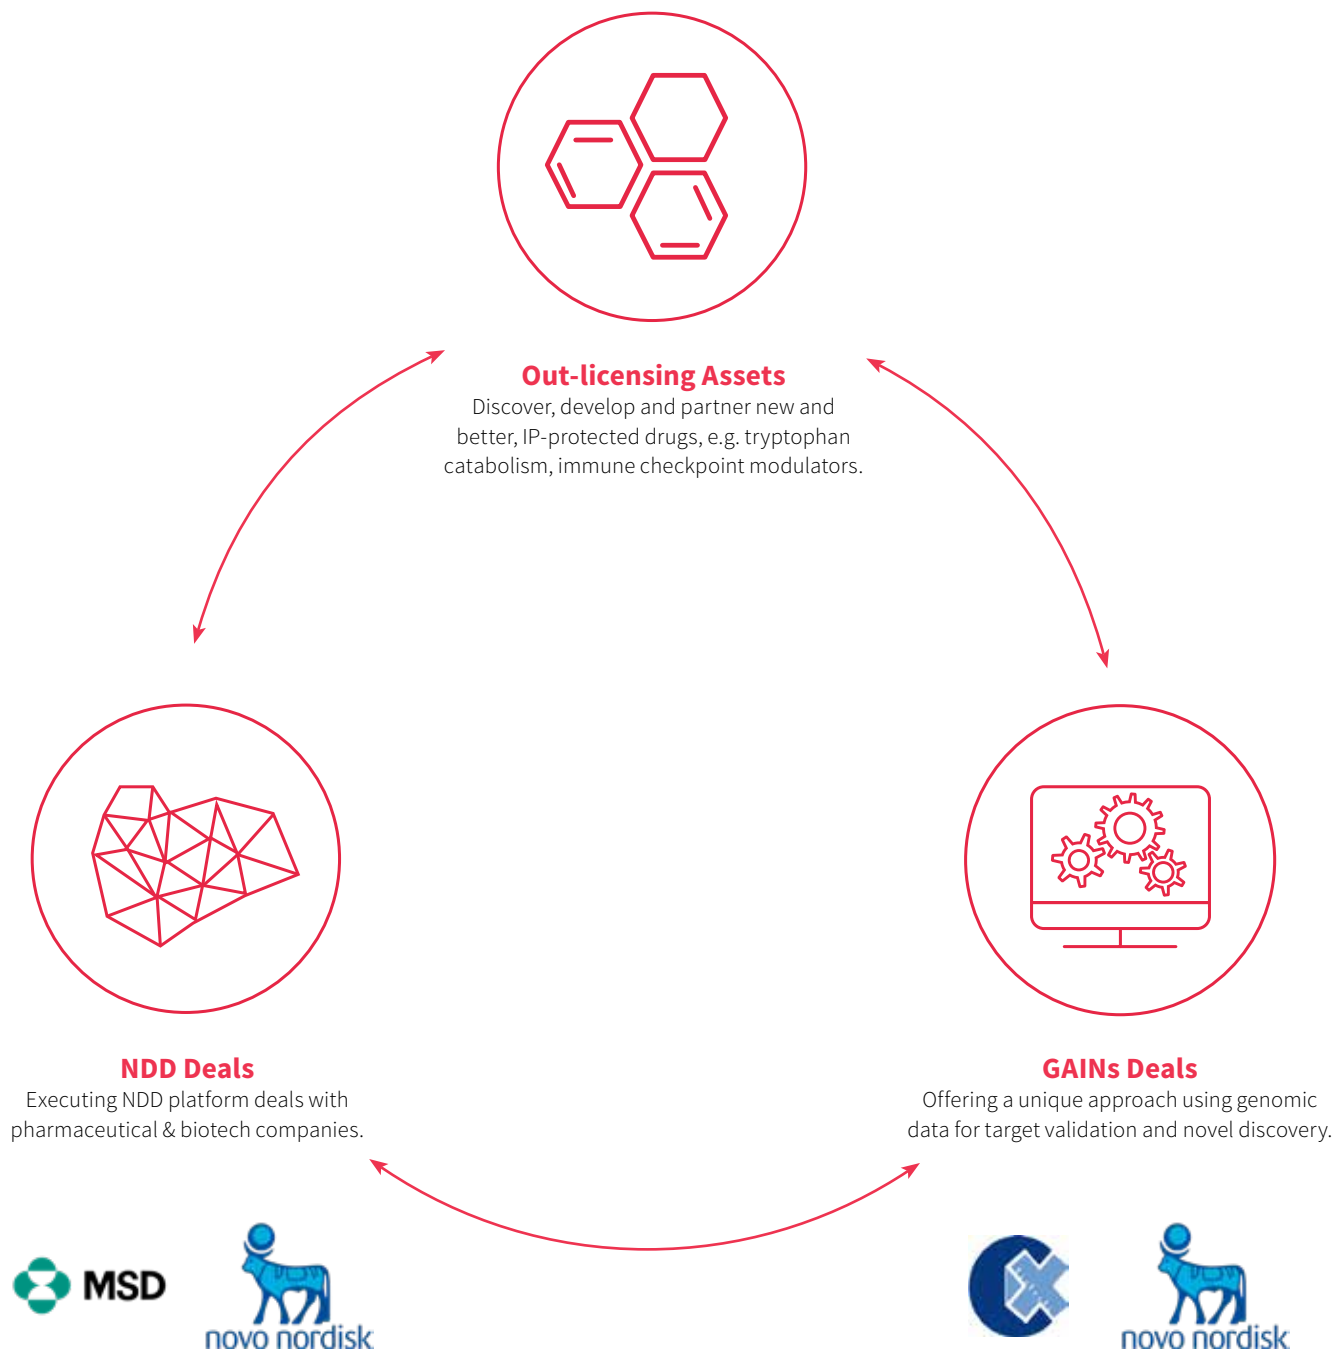 Out-licensing Assets
Discover, develop and partner new and
better, IP-protected drugs, e.g. tryptophan
catabolism, immune checkpoint modulators.
NDD Deals
Executing NDD platform deals with
pharmaceutical & biotech companies.
GAINs Deals
Offering a unique approach using genomic
data for target validation and novel discovery.
MSD
novo nordisk
novo nordisk